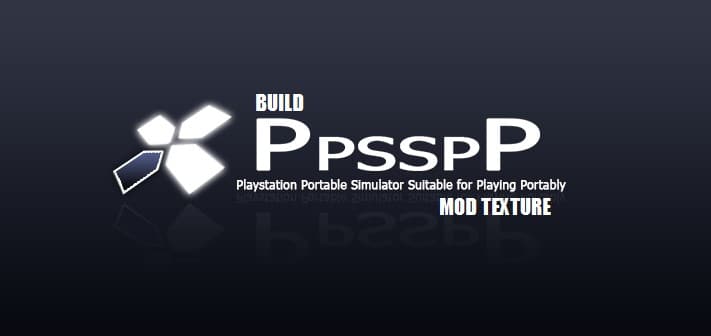 BUILD
PPSSPP
Playstation Portable Simulator Suitable for Playing Portably
MOD TEXTURE